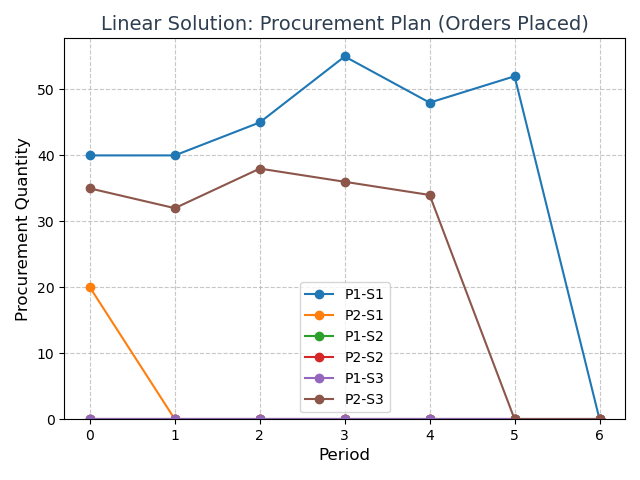 Linear Solution: Procurement Plan (Orders Placed)
Procurement Quantity
50
40
30
20
10
0
P1-S1
P2-S1
P1-S2
P2-S2
P1-S3
P2-S3
0 1 2 3 4 5 6
Period